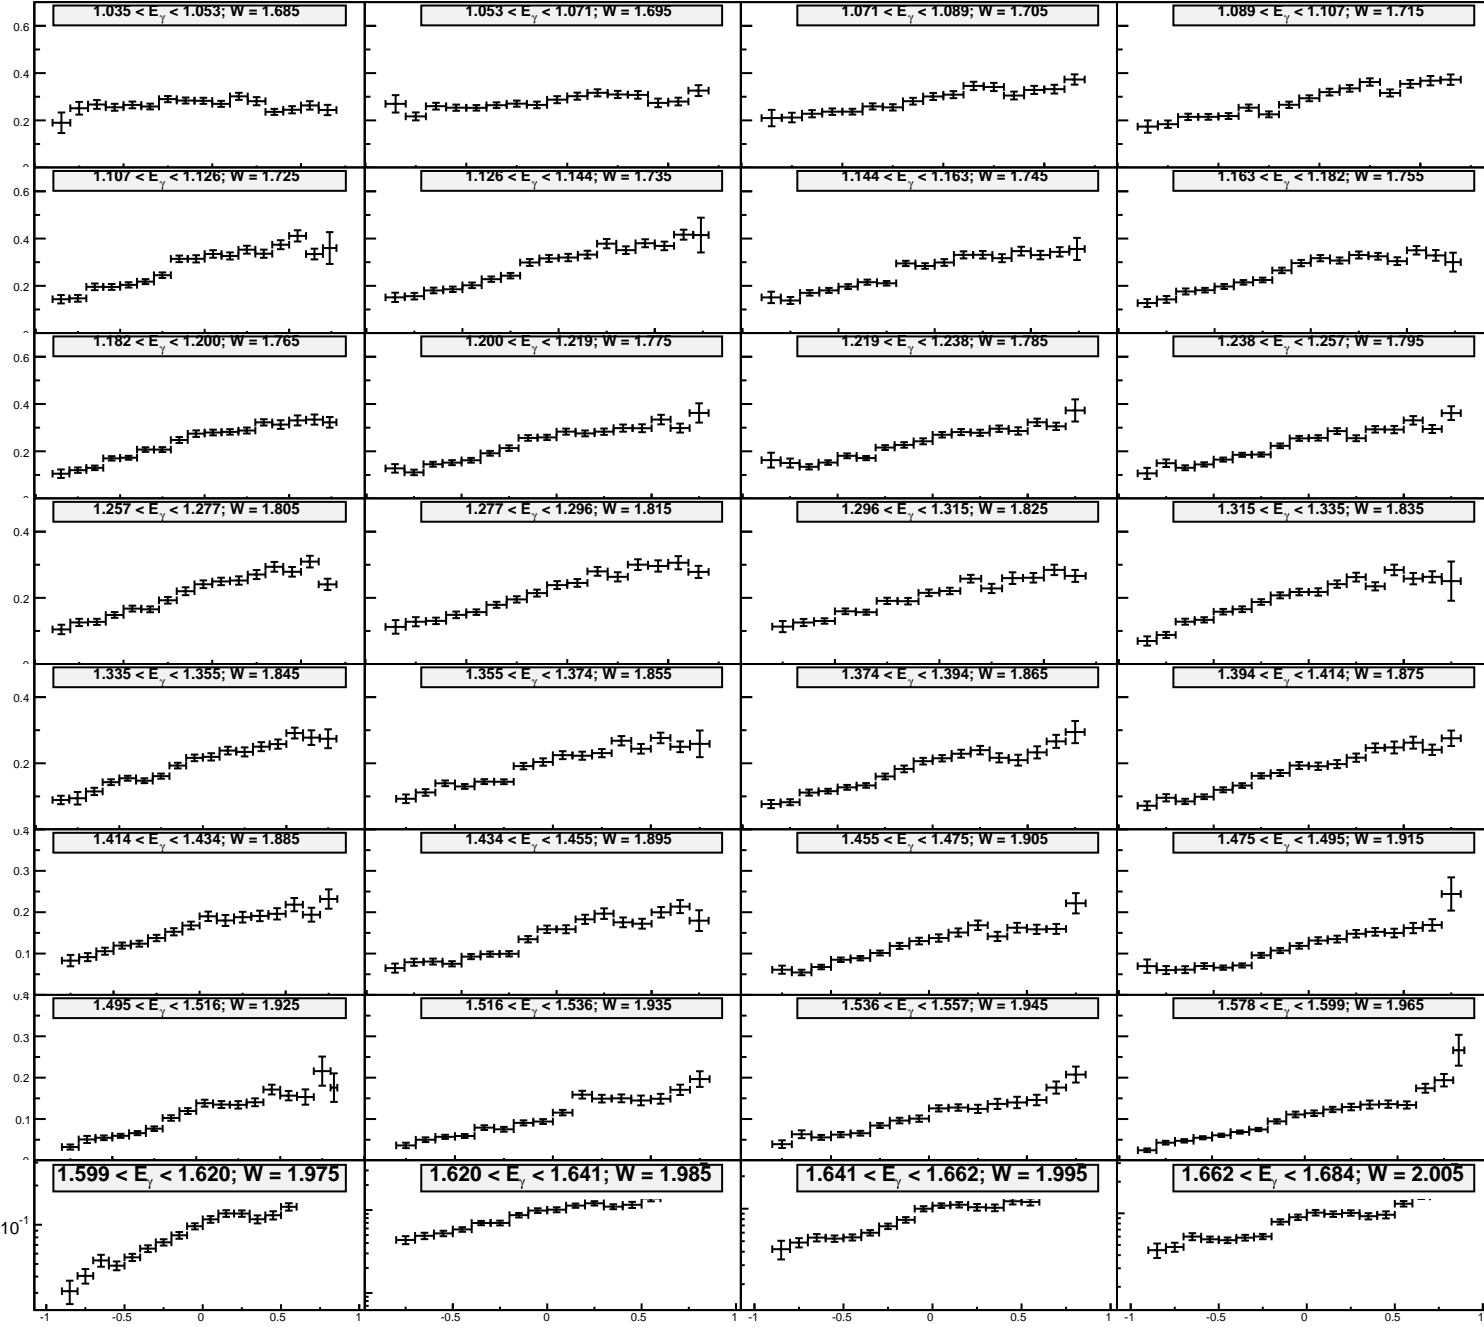 1.035 < Eγ < 1.053; W = 1.685
1.053 < Eγ < 1.071; W = 1.695
1.071 < Eγ < 1.089; W = 1.705
1.089 < Eγ < 1.107; W = 1.715
0.6
0.4
0.2
1.107 < Eγ < 1.126; W = 1.725
1.126 < Eγ < 1.144; W = 1.735
1.144 < Eγ < 1.163; W = 1.745
1.163 < Eγ < 1.182; W = 1.755
0.6
0.4
0.2
1.182 < Eγ < 1.200; W = 1.765
1.200 < Eγ < 1.219; W = 1.775
1.219 < Eγ < 1.238; W = 1.785
1.238 < Eγ < 1.257; W = 1.795
0.6
0.4
0.2
1.257 < Eγ < 1.277; W = 1.805
1.277 < Eγ < 1.296; W = 1.815
1.296 < Eγ < 1.315; W = 1.825
1.315 < Eγ < 1.335; W = 1.835
0.4
0.2
1.335 < Eγ < 1.355; W = 1.845
1.355 < Eγ < 1.374; W = 1.855
1.374 < Eγ < 1.394; W = 1.865
1.394 < Eγ < 1.414; W = 1.875
0.4
0.2
0.4
1.414 < Eγ < 1.434; W = 1.885
1.434 < Eγ < 1.455; W = 1.895
1.455 < Eγ < 1.475; W = 1.905
1.475 < Eγ < 1.495; W = 1.915
0.3
0.2
0.1
0.4
1.495 < Eγ < 1.516; W = 1.925
1.516 < Eγ < 1.536; W = 1.935
1.536 < Eγ < 1.557; W = 1.945
1.578 < Eγ < 1.599; W = 1.965
0.3
0.2
0.1
1.599 < Eγ < 1.620; W = 1.975
1.620 < Eγ < 1.641; W = 1.985
1.641 < Eγ < 1.662; W = 1.995
1.662 < Eγ < 1.684; W = 2.005
10⁻¹
-1 -0.5 0 0.5 1 -0.5 0 0.5 1 -0.5 0 0.5 1 -1 -0.5 0 0.5 1